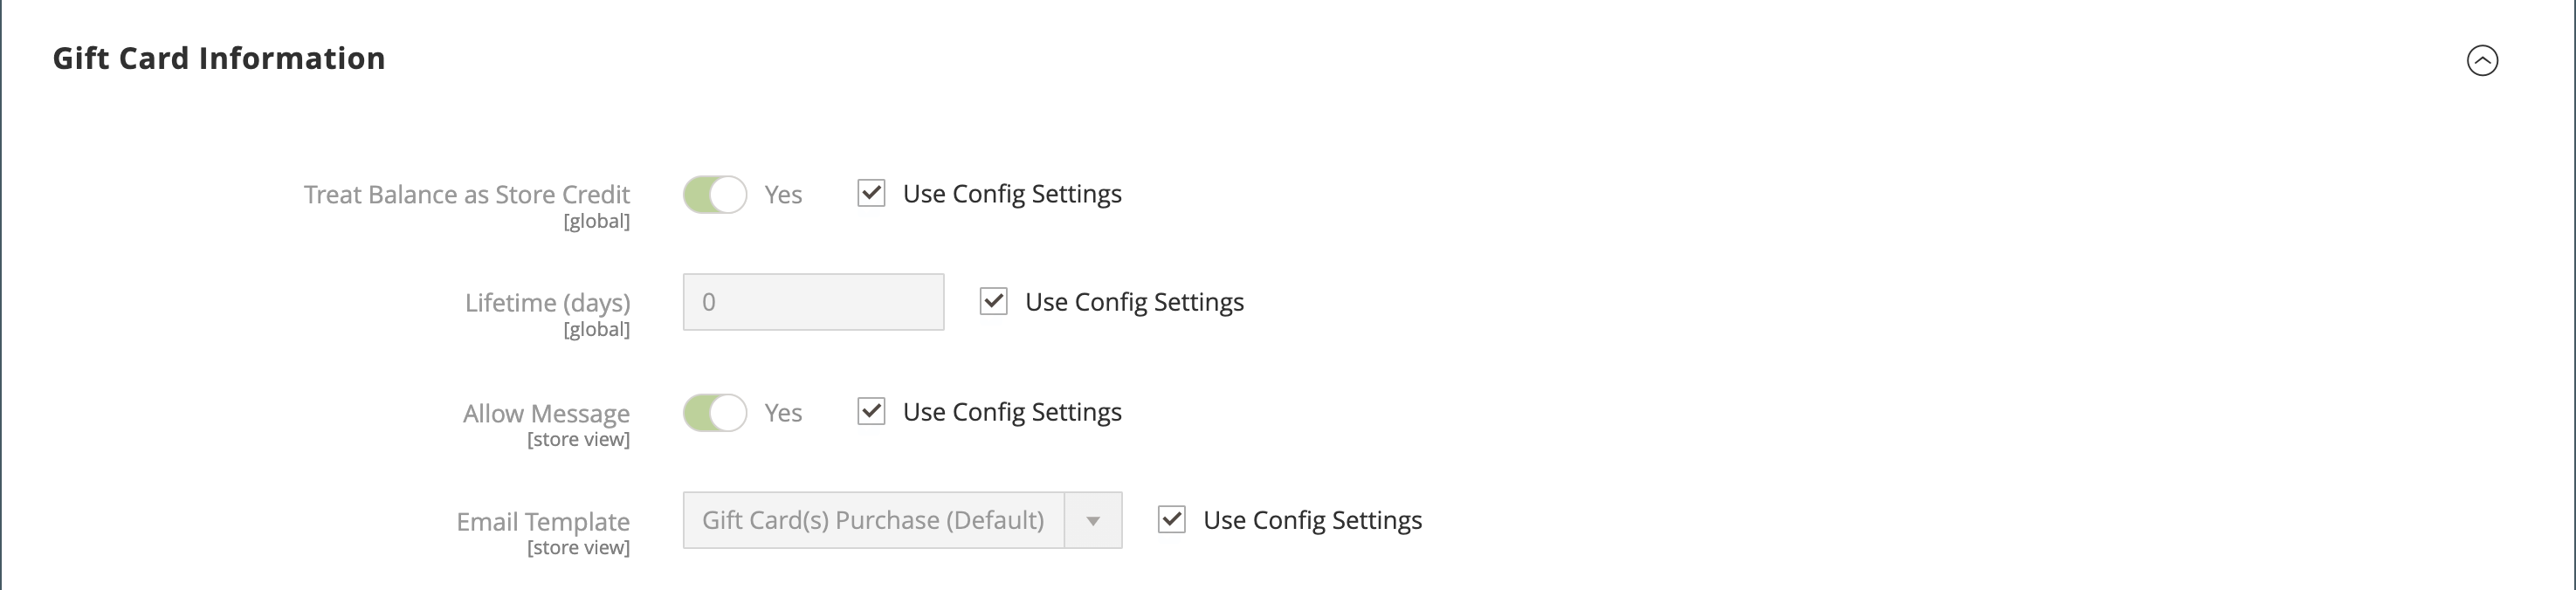 Gift Card Information
Treat Balance as Store Credit Yes Use Config Settings
[global]
Lifetime (days) 0 Use Config Settings
[global]
Allow Message Yes Use Config Settings
[store view]
Email Template Gift Card(s) Purchase (Default) Use Config Settings
[store view]